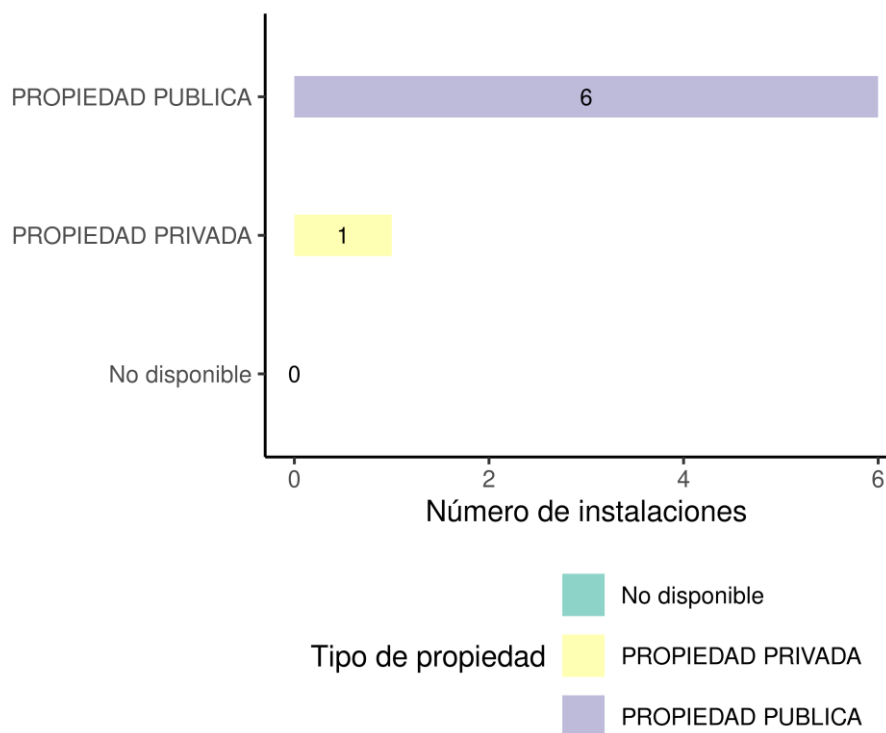 PROPIEDAD PUBLICA
6
PROPIEDAD PRIVADA
1
No disponible
0
0 2 4 6
Número de instalaciones
Tipo de propiedad
No disponible
PROPIEDAD PRIVADA
PROPIEDAD PUBLICA